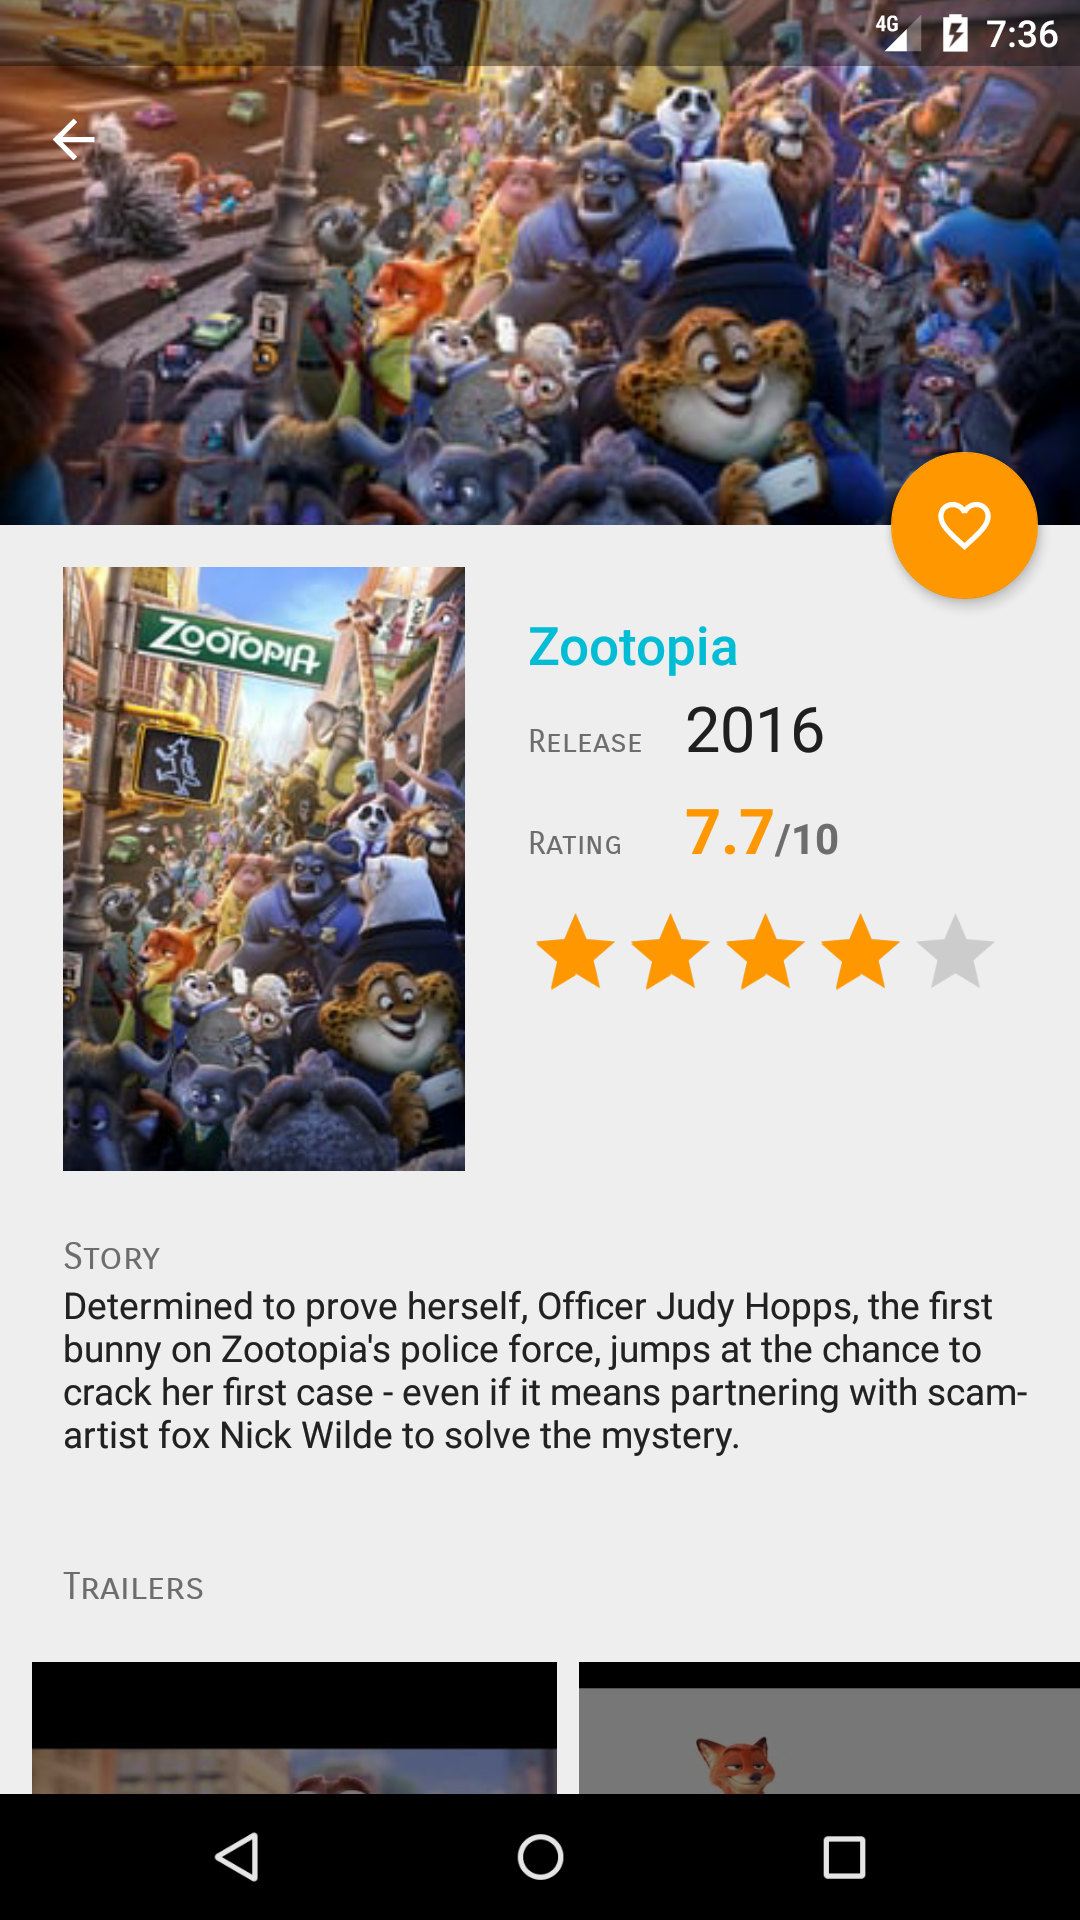 4G 7:36
ZOOTOPIA
Zootopia
Release 2016
Rating 7.7/10
Story
Determined to prove herself, Officer Judy Hopps, the first
bunny on Zootopia's police force, jumps at the chance to
crack her first case - even if it means partnering with scam-
artist fox Nick Wilde to solve the mystery.
Trailers